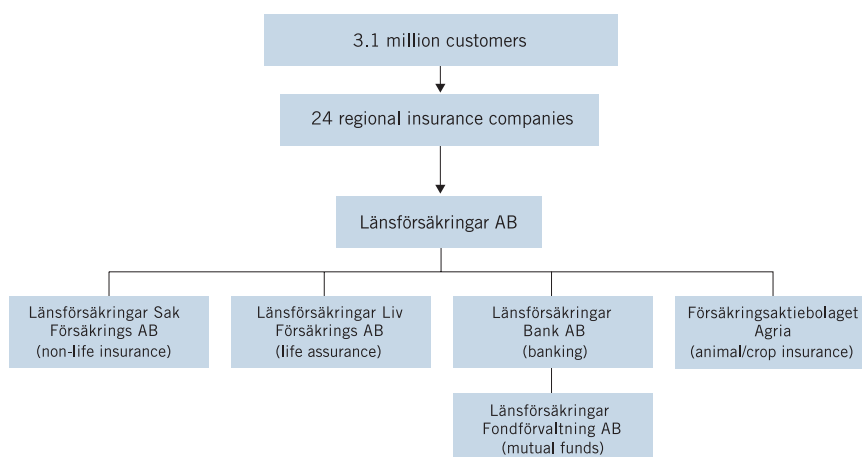 3.1 million customers
24 regional insurance companies
Länsförsäkringar AB
Länsförsäkringar Sak
Försäkrings AB
(non-life insurance)
Länsförsäkringar Liv
Försäkrings AB
(life assurance)
Länsförsäkringar
Bank AB
(banking)
Försäkringsaktiebolaget
Agria
(animal/crop insurance)
Länsförsäkringar
Fondförvaltning AB
(mutual funds)